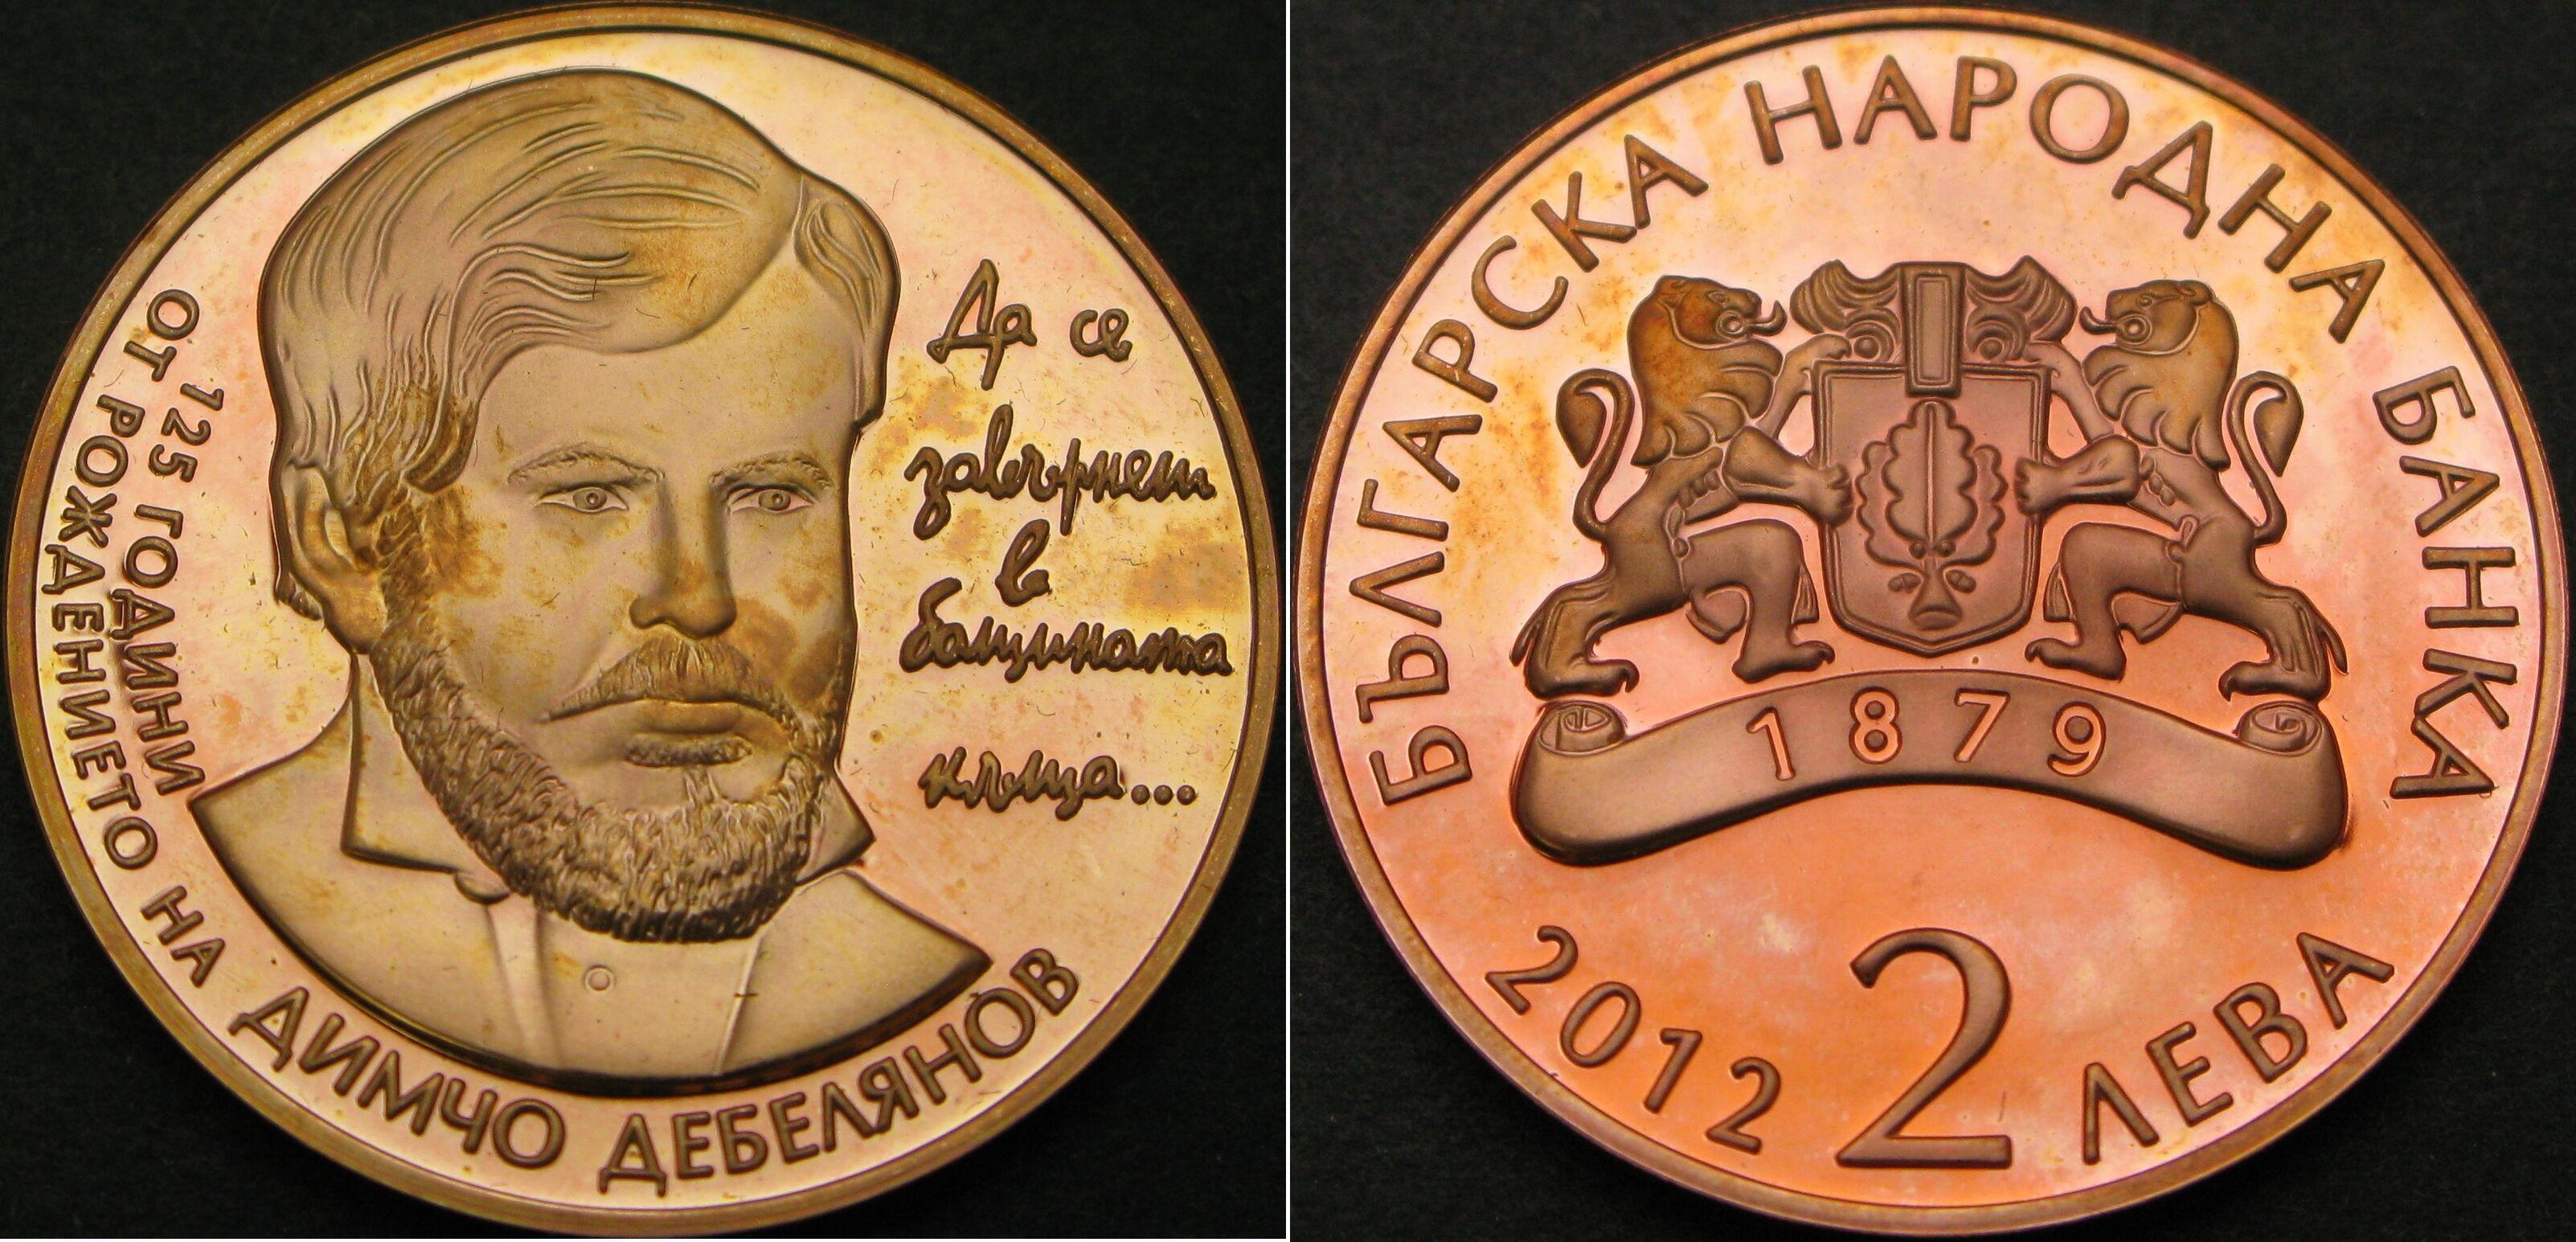 125 ГОДИНИ
ОТ РОЖДЕНИЕТО НА ДИМЧО ДЕБЕЛЯНОВ
Да се
завърнеш
в
бащината
къща...
БЪЛГАРСКА НАРОДНА БАНКА
1879
2012 2 ЛЕВА